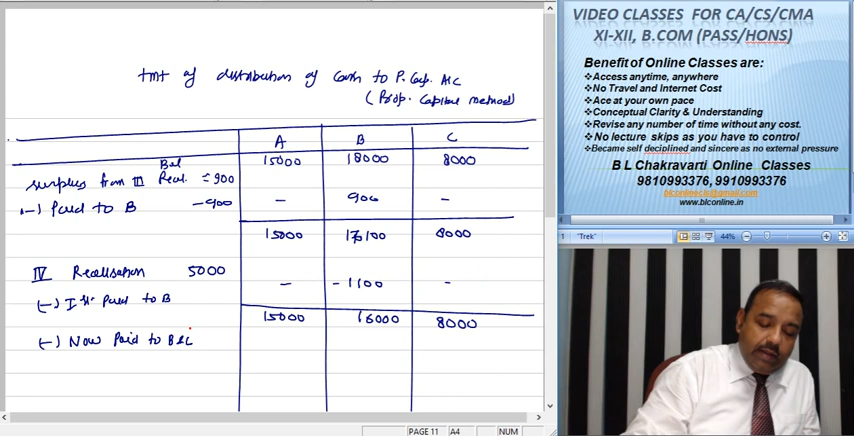 tmt of distribution of Cash to P. Cap. A/C
(Prop. Capital method)
A B C
Bal 15000 18000 8000
Surplus from III Real. = 900
(-) Paid to B - 900 - 900 -
15000 17100 8000
IV Realisation 5000
(-) Ist Paid to B - - 1100 -
15000 16000 8000
(-) Now Paid to B&C
PAGE 11 A4 NUM
VIDEO CLASSES FOR CA/CS/CMA
XI-XII, B.COM (PASS/HONS)
Benefit of Online Classes are:
❖Access anytime, anywhere
❖No Travel and Internet Cost
❖Ace at your own pace
❖Conceptual Clarity & Understanding
❖Revise any number of time without any cost.
❖No lecture skips as you have to control
❖Became self deciplined and sincere as no external pressure
B L Chakravarti Online Classes
9810993376, 9910993376
blconlinecls@gmail.com
www.blconline.in
1 "Trek" 44%